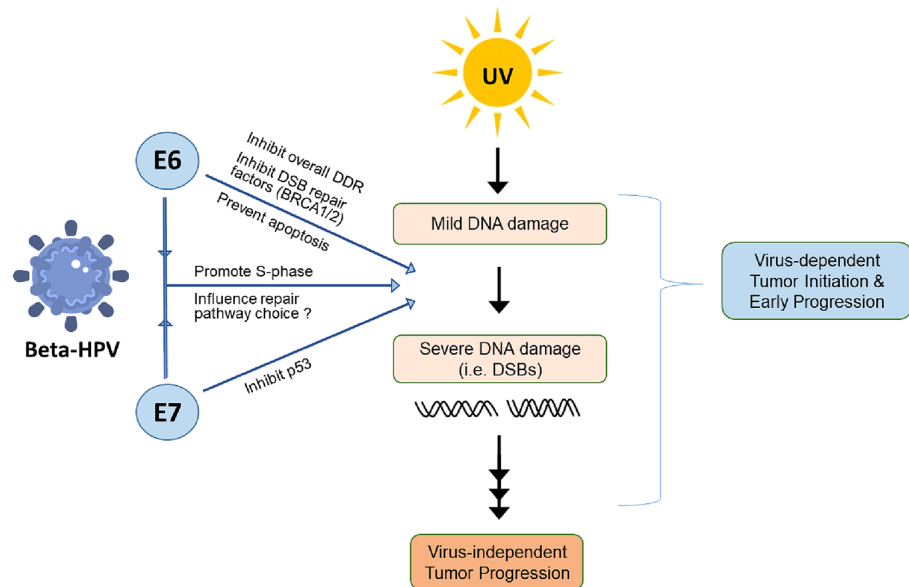 UV
E6
Inhibit overall DDR
Inhibit DSB repair
factors (BRCA1/2)
Prevent apoptosis
Mild DNA damage
Promote S-phase
Influence repair
pathway choice ?
Virus-dependent
Tumor Initiation &
Early Progression
Beta-HPV
Severe DNA damage
(i.e. DSBs)
Inhibit p53
E7
Virus-independent
Tumor Progression